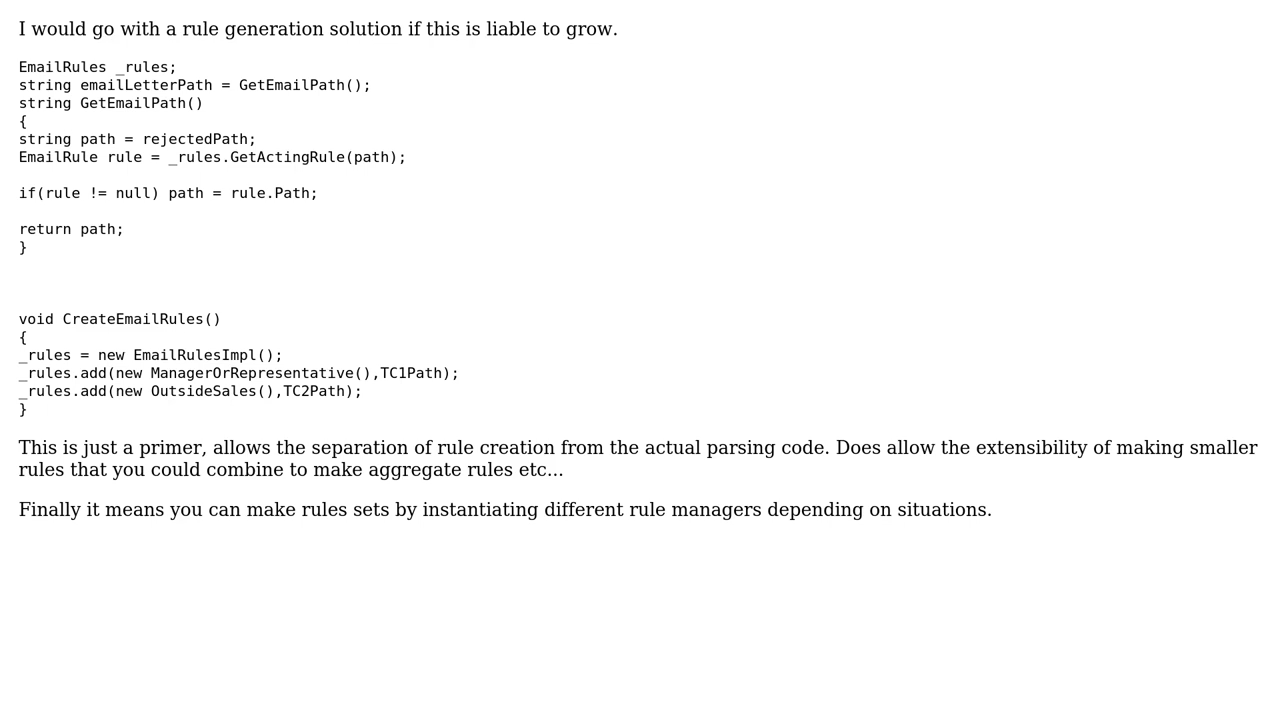 I would go with a rule generation solution if this is liable to grow.
EmailRules _rules;
string emailLetterPath = GetEmailPath();
string GetEmailPath()
{
string path = rejectedPath;
EmailRule rule = _rules.GetActingRule(path);
if(rule != null) path = rule.Path;
return path;
}
void CreateEmailRules()
{
_rules = new EmailRulesImpl();
_rules.add(new ManagerOrRepresentative(),TC1Path);
_rules.add(new OutsideSales(),TC2Path);
}
This is just a primer, allows the separation of rule creation from the actual parsing code. Does allow the extensibility of making smaller
rules that you could combine to make aggregate rules etc...
Finally it means you can make rules sets by instantiating different rule managers depending on situations.